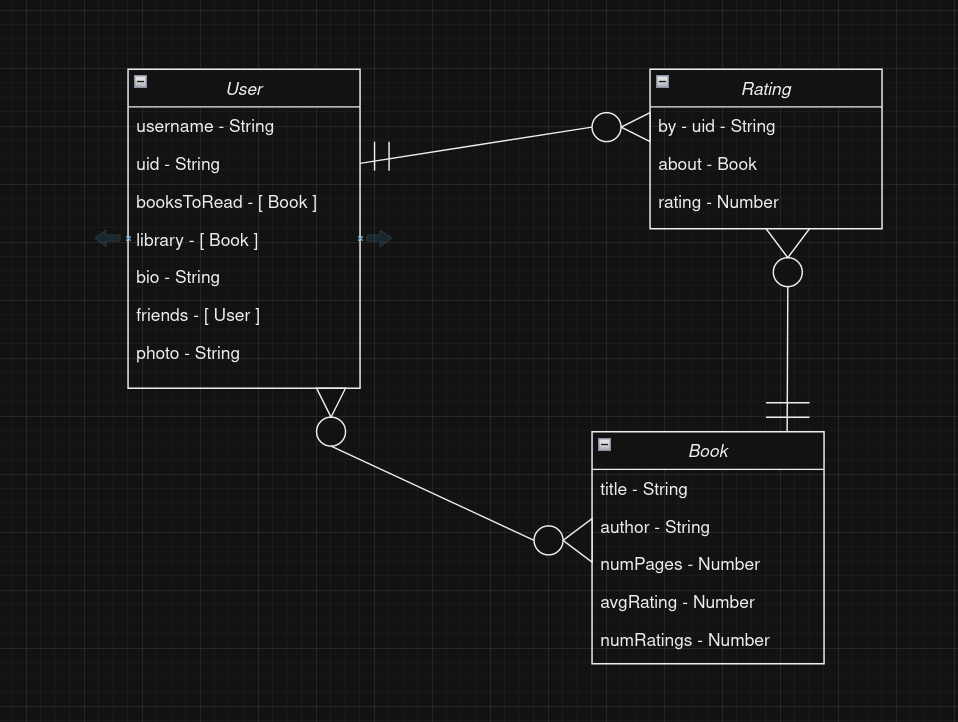 User
username - String
uid - String
booksToRead - [ Book ]
library - [ Book ]
bio - String
friends - [ User ]
photo - String
Rating
by - uid - String
about - Book
rating - Number
Book
title - String
author - String
numPages - Number
avgRating - Number
numRatings - Number